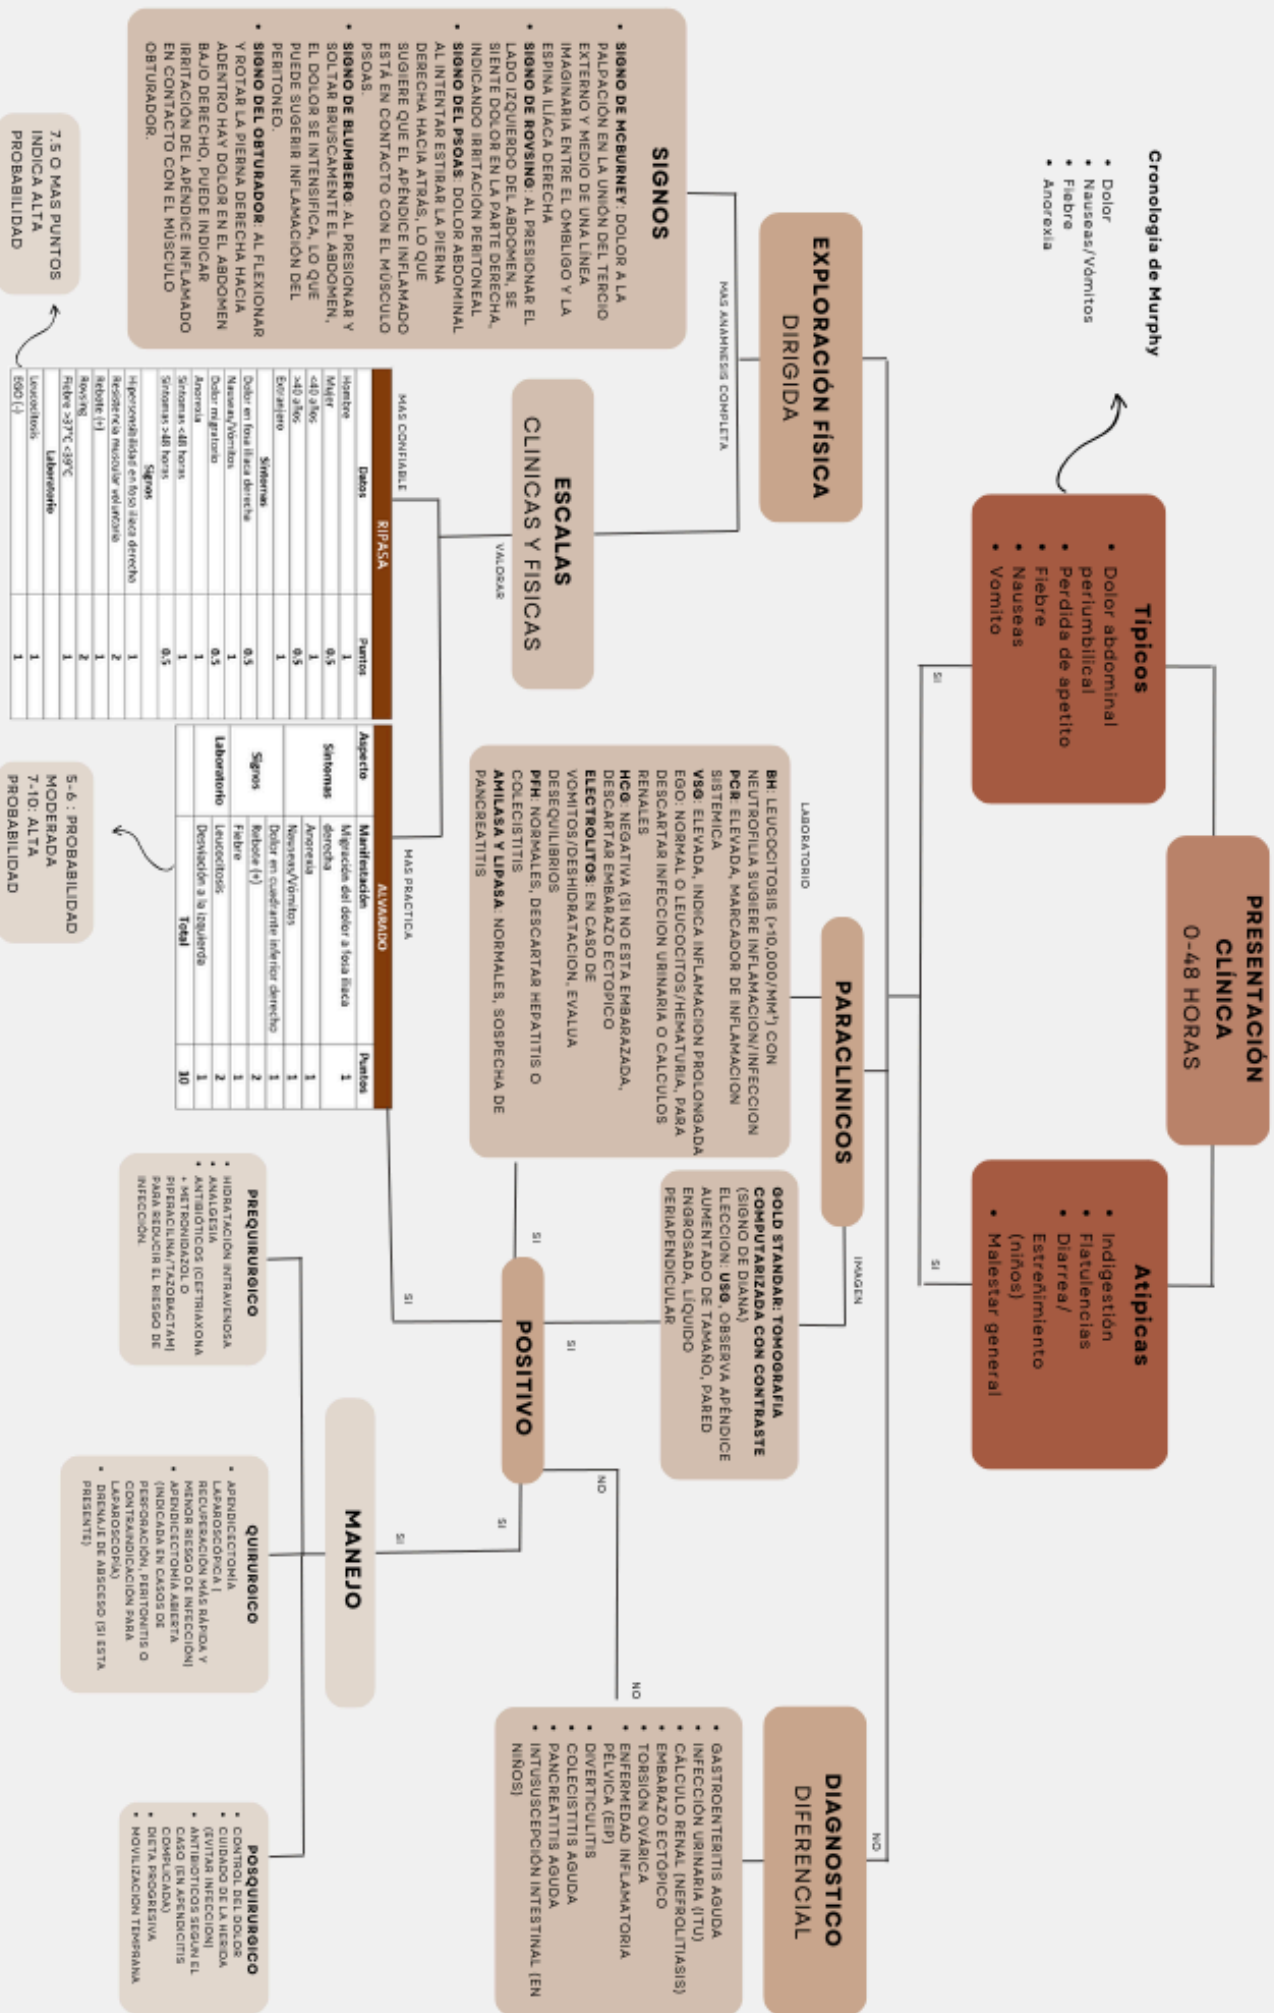 PRESENTACIÓN
CLÍNICA
0-48 HORAS
Tipicos
• Dolor abdominal
periumbilical
• Perdida de apetito
• Fiebre
• Nauseas
• Vomito
Atipicas
• Indigestión
• Flatulencias
• Diarrea/
Estreñimiento
(niños)
• Malestar general
Cronologia de Murphy
• Dolor
• Nauseas/Vómitos
• Fiebre
• Anorexia
SI
SI
NO
EXPLORACIÓN FÍSICA
DIRIGIDA
MAS ANAMNESIS COMPLETA
SIGNOS
• SIGNO DE MCBURNEY: DOLOR A LA
PALPACIÓN EN LA UNIÓN DEL TERCIO
EXTERNO Y MEDIO DE UNA LÍNEA
IMAGINARIA ENTRE EL OMBLIGO Y LA
ESPINA ILÍACA DERECHA
• SIGNO DE ROVSING: AL PRESIONAR EL
LADO IZQUIERDO DEL ABDOMEN, SE
SIENTE DOLOR EN LA PARTE DERECHA,
INDICANDO IRRITACIÓN PERITONEAL
• SIGNO DEL PSOAS: DOLOR ABDOMINAL
AL INTENTAR ESTIRAR LA PIERNA
DERECHA HACIA ATRÁS, LO QUE
SUGIERE QUE EL APÉNDICE INFLAMADO
ESTÁ EN CONTACTO CON EL MÚSCULO
PSOAS.
• SIGNO DE BLUMBERG: AL PRESIONAR Y
SOLTAR BRUSCAMENTE EL ABDOMEN,
EL DOLOR SE INTENSIFICA, LO QUE
PUEDE SUGERIR INFLAMACIÓN DEL
PERITONEO.
• SIGNO DEL OBTURADOR: AL FLEXIONAR
Y ROTAR LA PIERNA DERECHA HACIA
ADENTRO HAY DOLOR EN EL ABDOMEN
BAJO DERECHO, PUEDE INDICAR
IRRITACIÓN DEL APÉNDICE INFLAMADO
EN CONTACTO CON EL MÚSCULO
OBTURADOR.
ESCALAS
CLINICAS Y FISICAS
VALORAR
MAS CONFIABLE
MAS PRACTICA
RIPASA
Datos Puntos
Hombre 1
Mujer 0.5
<40 años 1
>40 años 0.5
Extranjero 1
Síntomas
Dolor en fosa iliaca derecha 0.5
Nauseas/Vómitos 1
Dolor migratorio 0.5
Anorexia 1
Síntomas <48 horas 1
Síntomas >48 horas 0.5
Signos
Hipersensibilidad en fosa iliaca derecha 1
Resistencia muscular voluntaria 2
Rebote (+) 1
Rovsing 2
Fiebre >37°C <39°C 1
Laboratorio
Leucocitosis 1
EGO (-) 1
7.5 O MAS PUNTOS
INDICA ALTA
PROBABILIDAD
ALVARADO
Aspecto Manifestación Puntos
Síntomas Migración del dolor a fosa iliaca
derecha 1
Anorexia 1
Nauseas/Vómitos 1
Signos Dolor en cuadrante inferior derecho 1
Rebote (+) 2
Fiebre 1
Laboratorio Leucocitosis 2
Desviación a la izquierda 1
Total 10
5-6 : PROBABILIDAD
MODERADA
7-10: ALTA
PROBABILIDAD
PARACLINICOS
LABORATORIO
BH: LEUCOCITOSIS (>10,000/MM³) CON
NEUTROFILIA SUGIERE INFLAMACION/INFECCION
PCR: ELEVADA, MARCADOR DE INFLAMACION
SISTEMICA
VSG: ELEVADA, INDICA INFLAMACION PROLONGADA
EGO: NORMAL O LEUCOCITOS/HEMATURIA, PARA
DESCARTAR INFECCION URINARIA O CALCULOS
RENALES
HCG: NEGATIVA (SI NO ESTA EMBARAZADA,
DESCARTAR EMBARAZO ECTOPICO
ELECTROLITOS: EN CASO DE
VOMITOS/DESHIDRATACION, EVALUA
DESEQUILIBRIOS
PFH: NORMALES, DESCARTAR HEPATITIS O
COLECISTITIS
AMILASA Y LIPASA: NORMALES, SOSPECHA DE
PANCREATITIS
IMAGEN
GOLD STANDAR: TOMOGRAFIA
COMPUTARIZADA CON CONTRASTE
(SIGNO DE DIANA)
ELECCION: USG, OBSERVA APÉNDICE
AUMENTADO DE TAMAÑO, PARED
ENGROSADA, LÍQUIDO
PERIAPENDICULAR
SI
SI
SI
POSITIVO
NO
NO
SI
SI
DIAGNOSTICO
DIFERENCIAL
• GASTROENTERITIS AGUDA
• INFECCIÓN URINARIA (ITU)
• CÁLCULO RENAL (NEFROLITIASIS)
• EMBARAZO ECTÓPICO
• TORSIÓN OVÁRICA
• ENFERMEDAD INFLAMATORIA
PÉLVICA (EIP)
• DIVERTICULITIS
• COLECISTITIS AGUDA
• PANCREATITIS AGUDA
• INTUSUSCEPCIÓN INTESTINAL (EN
NIÑOS)
MANEJO
PREQUIRURGICO
• HIDRATACIÓN INTRAVENOSA
• ANALGESIA
• ANTIBIÓTICOS (CEFTRIAXONA
+ METRONIDAZOL O
PIPERACILINA/TAZOBACTAM)
PARA REDUCIR EL RIESGO DE
INFECCIÓN.
QUIRURGICO
• APENDICECTOMÍA
LAPAROSCÓPICA (
RECUPERACIÓN MÁS RÁPIDA Y
MENOR RIESGO DE INFECCIÓN)
• APENDICECTOMÍA ABIERTA
(INDICADA EN CASOS DE
PERFORACIÓN, PERITONITIS O
CONTRAINDICACIÓN PARA
LAPAROSCOPÍA)
• DRENAJE DE ABSCESO (SI ESTA
PRESENTE)
POSQUIRURGICO
• CONTROL DEL DOLOR
• CUIDADO DE LA HERIDA
(EVITAR INFECCION)
• ANTIBIOTICOS SEGUN EL
CASO (EN APENDICITIS
COMPLICADA)
• DIETA PROGRESIVA
• MOVILIZACION TEMPRANA